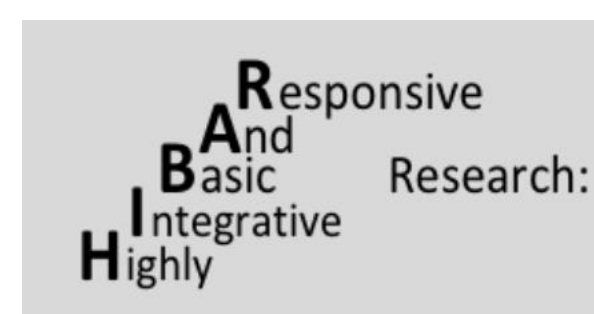 Responsive
And
Basic Research:
Integrative
Highly